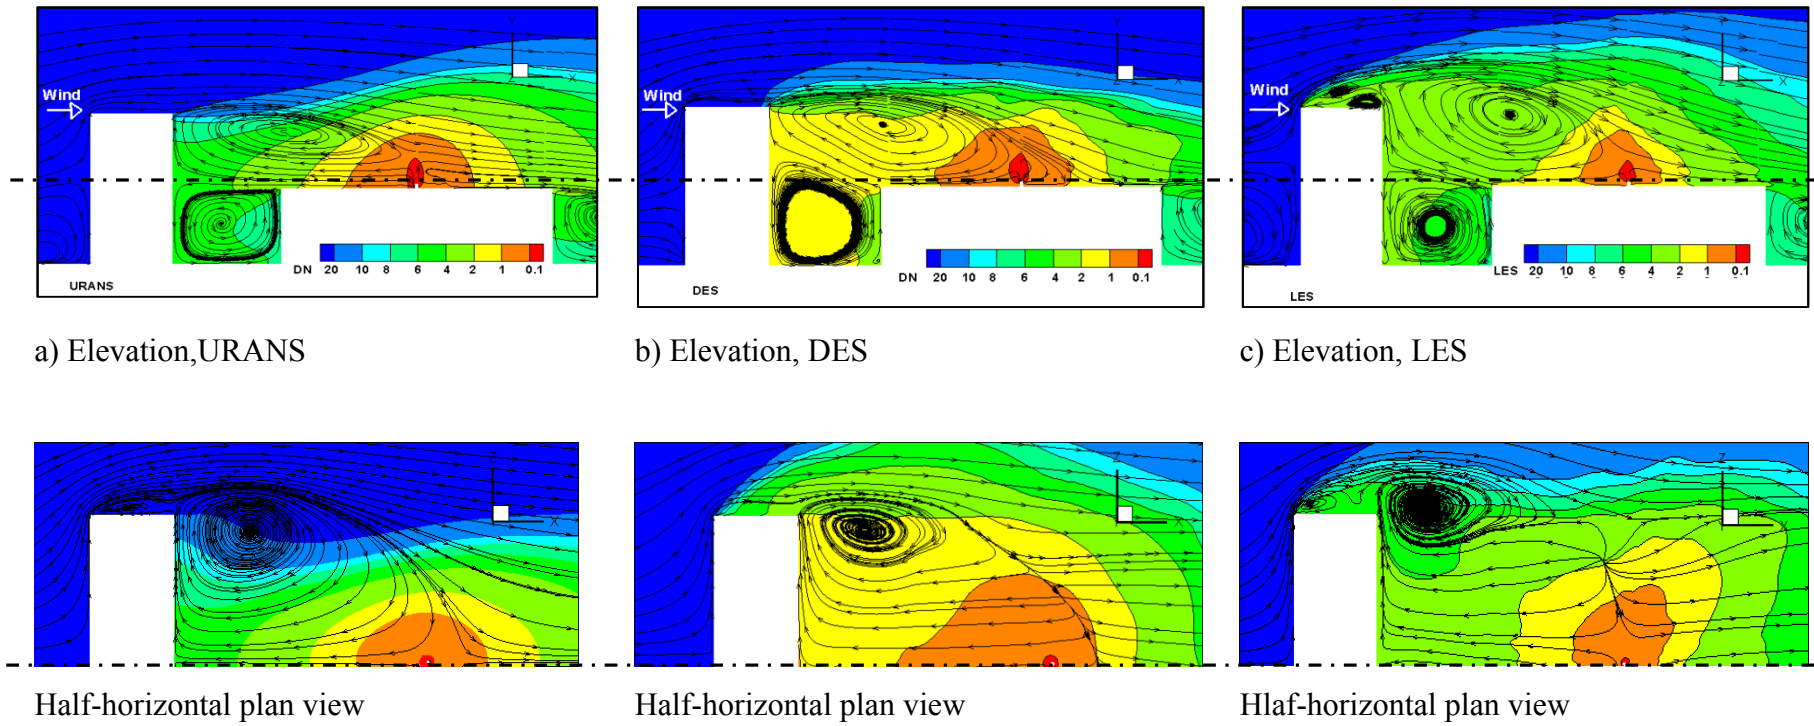 Y
X
Z
Wind
DN 20 10 8 6 4 2 1 0.1
URANS
Y
X
Z
Wind
DN 20 10 8 6 4 2 1 0.1
DES
Y
X
Z
Wind
LES 20 10 8 6 4 2 1 0.1
LES
a) Elevation,URANS
b) Elevation, DES
c) Elevation, LES
Z
X
Z
X
Z
X
Half-horizontal plan view
Half-horizontal plan view
Hlaf-horizontal plan view